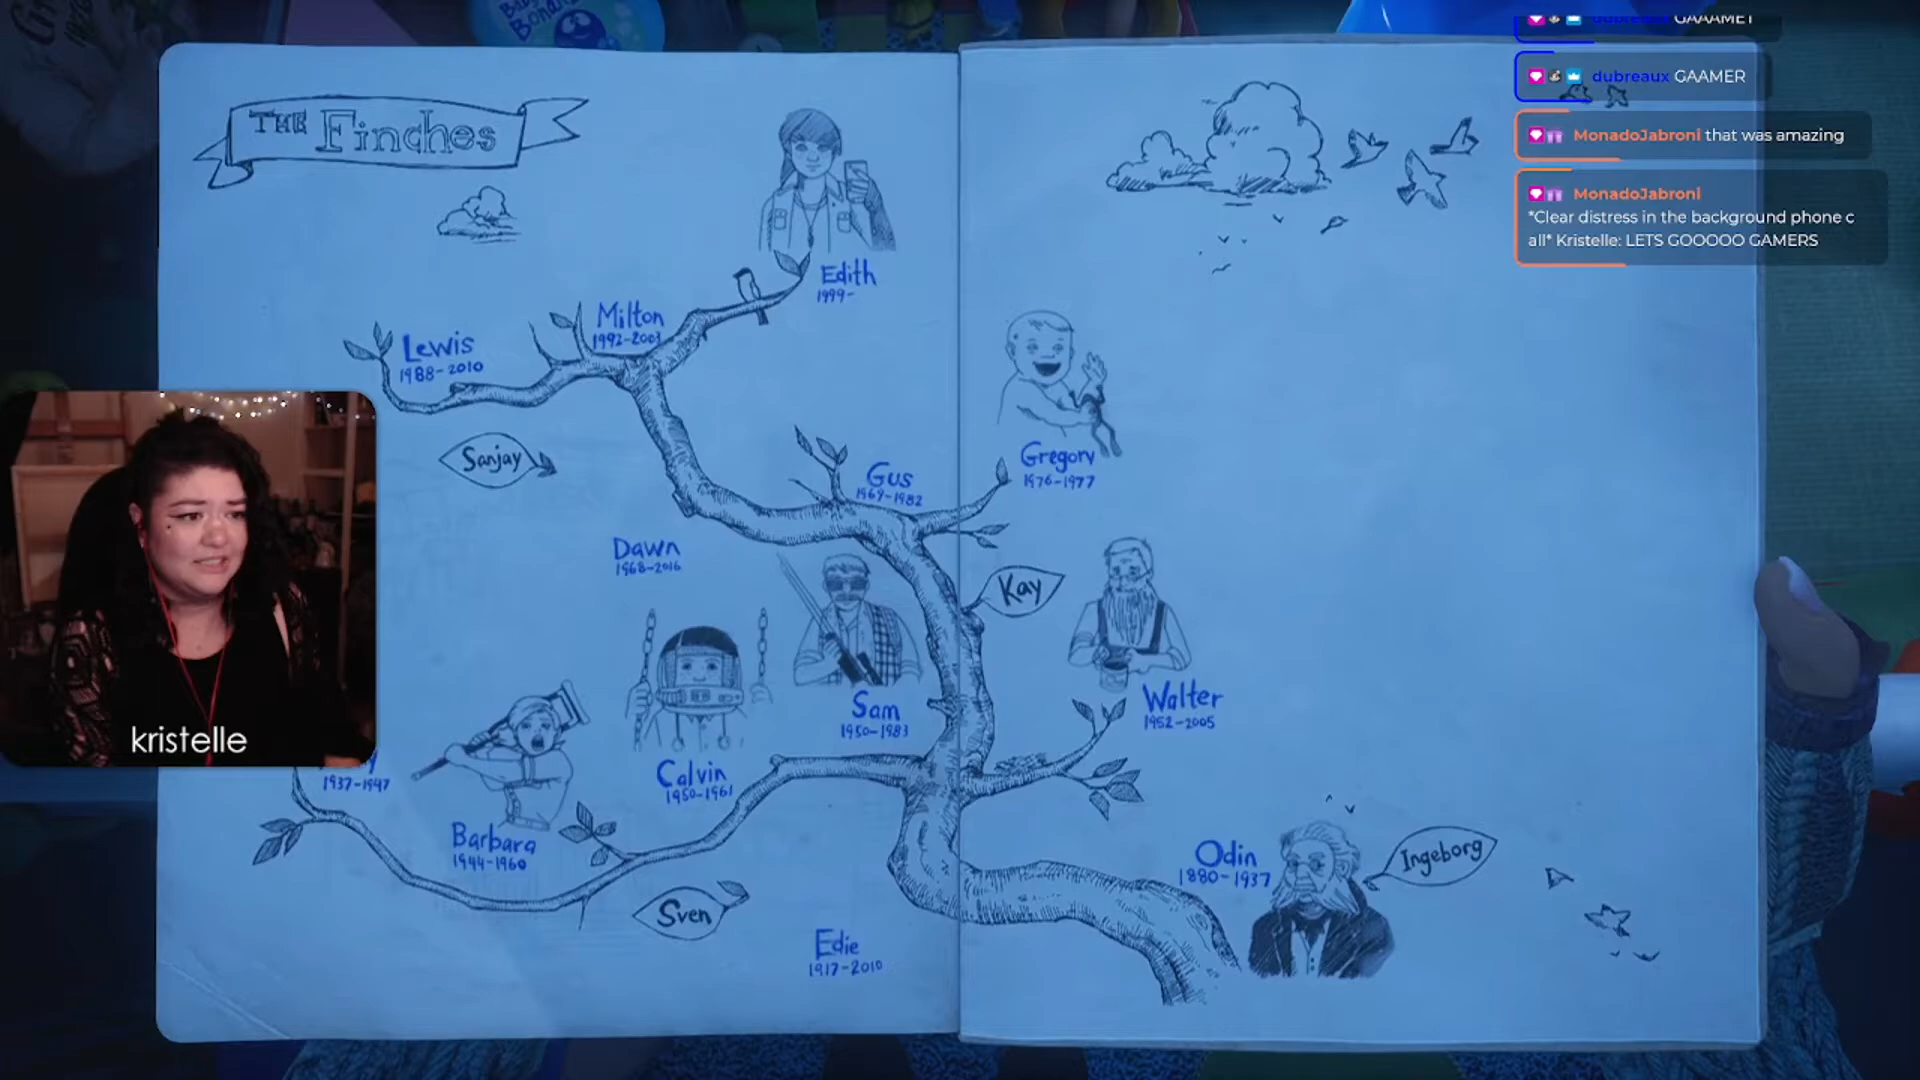 dubreaux GAAAMET
dubreaux GAAMER
MonadoJabroni that was amazing
MonadoJabroni
*Clear distress in the background phone c
all* Kristelle: LETS GOOOOO GAMERS
THE Finches
Edith
1999-
Milton
1992-2003
Lewis
1988-2010
Sanjay
Gregory
1976-1977
Gus
1969-1982
Dawn
1968-2016
Kay
Sam
1950-1983
Walter
1952-2005
Calvin
1950-1961
1937-1947
Barbara
1944-1960
Sven
Edie
1917-2010
Odin
1880-1937
Ingeborg
kristelle